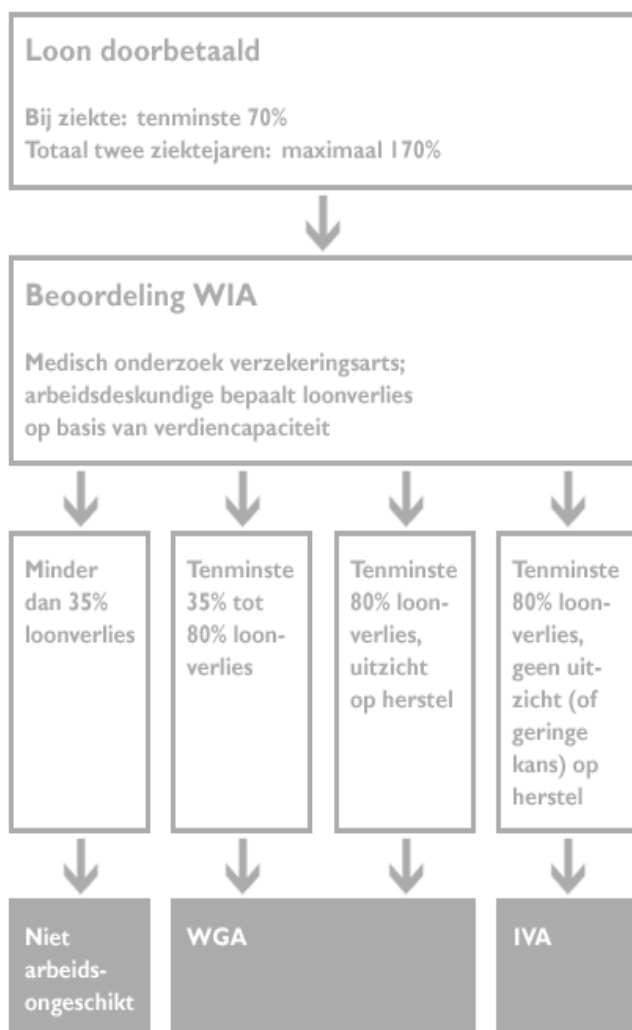 Loon doorbetaald
Bij ziekte: tenminste 70%
Totaal twee ziektejaren: maximaal 170%
Beoordeling WIA
Medisch onderzoek verzekeringsarts;
arbeidsdeskundige bepaalt loonverlies
op basis van verdiencapaciteit
Minder
dan 35%
loonverlies
Tenminste
35% tot
80% loon-
verlies
Tenminste
80% loon-
verlies,
uitzicht
op herstel
Tenminste
80% loon-
verlies,
geen uit-
zicht (of
geringe
kans) op
herstel
Niet
arbeids-
ongeschikt
WGA
IVA